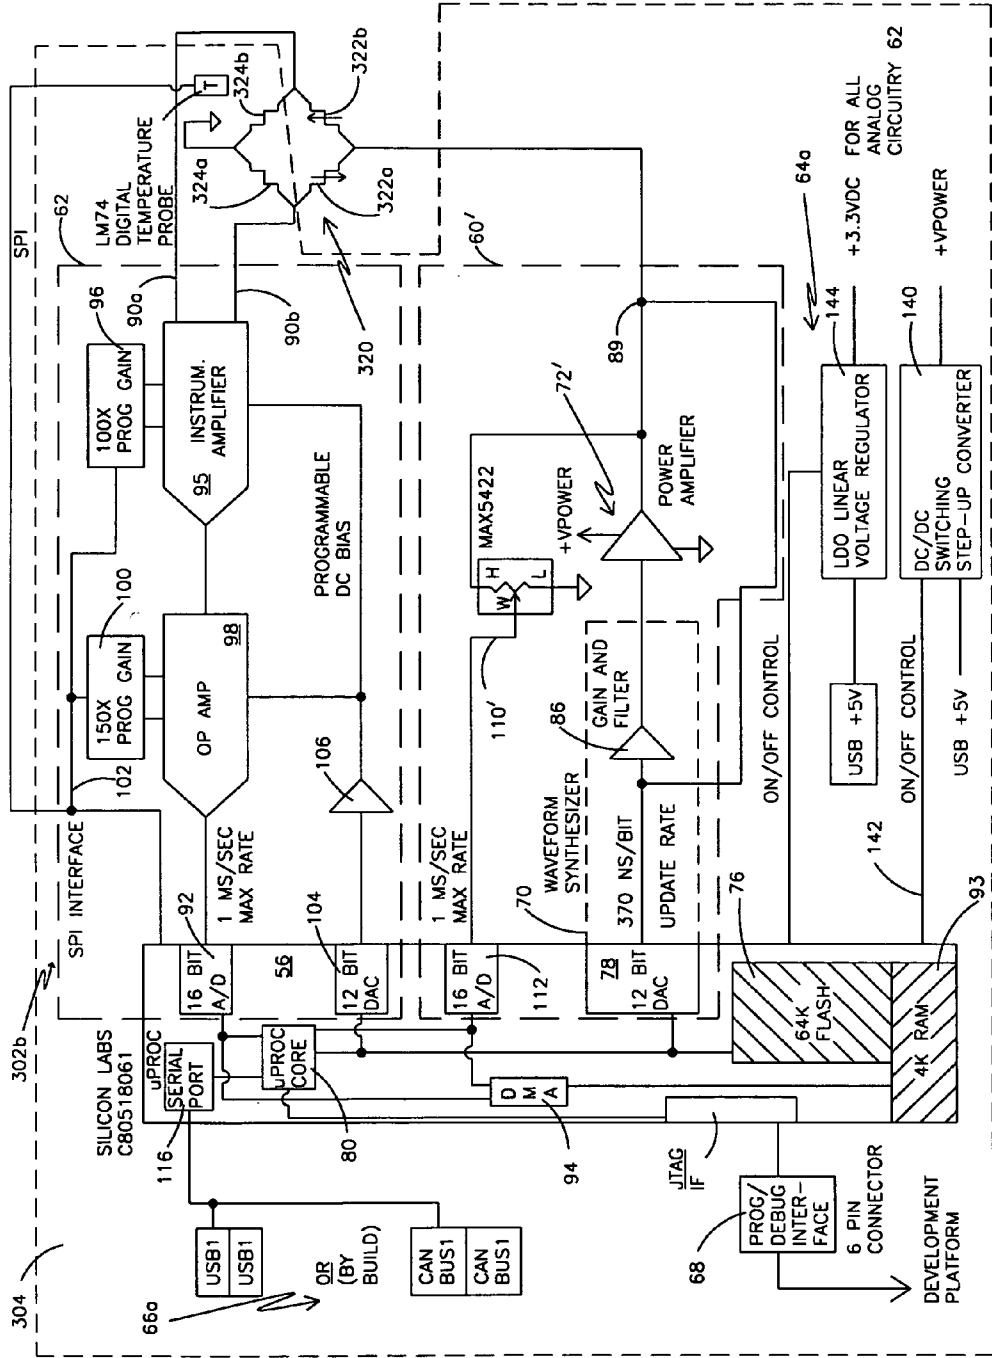 304
302b
66a
USB1
USB1
OR
(BY
BUILD)
CAN
BUS1
CAN
BUS1
68
PROG/
DEBUG
INTER-
FACE
6 PIN
CONNECTOR
DEVELOPMENT
PLATFORM
SILICON LABS
C80518061
116
uPROC
SERIAL
PORT
uPROC
CORE
80
D
M
A
94
JTAG
IF
16 BIT
A/D
92
56
12 BIT
DAC
104
16 BIT
A/D
112
78
12 BIT
DAC
64K
FLASH
76
4K RAM
93
SPI INTERFACE
1 MS/SEC
MAX RATE
102
150X
PROG GAIN
100
OP AMP
98
106
PROGRAMMABLE
DC BIAS
100X
PROG GAIN
96
INSTRUM.
AMPLIFIER
95
90a
90b
62
SPI
LM74
DIGITAL
TEMPERATURE
PROBE
T
324a
324b
322a
322b
320
60'
1 MS/SEC
MAX RATE
110'
MAX5422
H
W
L
70
WAVEFORM
SYNTHESIZER
370 NS/BIT
UPDATE RATE
86
GAIN AND
FILTER
+VPOWER
72'
POWER
AMPLIFIER
89
ON/OFF CONTROL
USB +5V
LDO LINEAR
VOLTAGE REGULATOR
144
64a
+3.3VDC FOR ALL
ANALOG
CIRCUITRY 62
142
ON/OFF CONTROL
USB +5V
DC/DC
SWITCHING
STEP-UP CONVERTER
140
+VPOWER